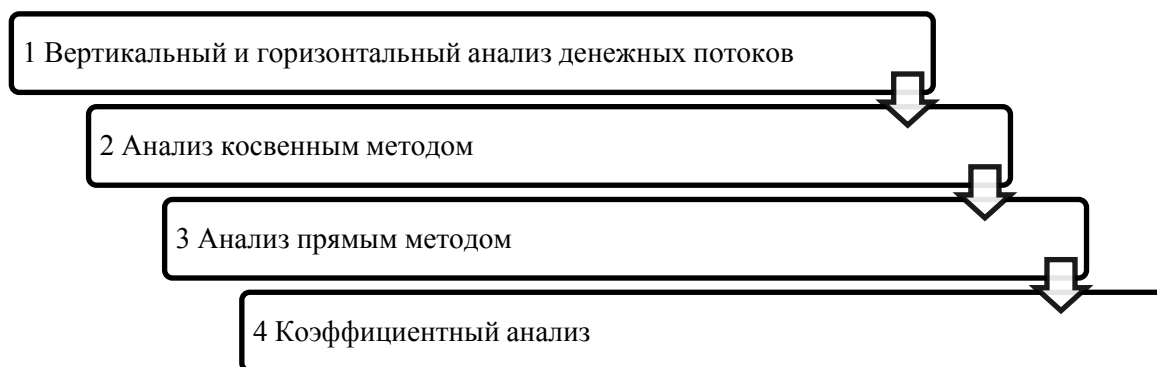 1 Вертикальный и горизонтальный анализ денежных потоков
2 Анализ косвенным методом
3 Анализ прямым методом
4 Коэффициентный анализ